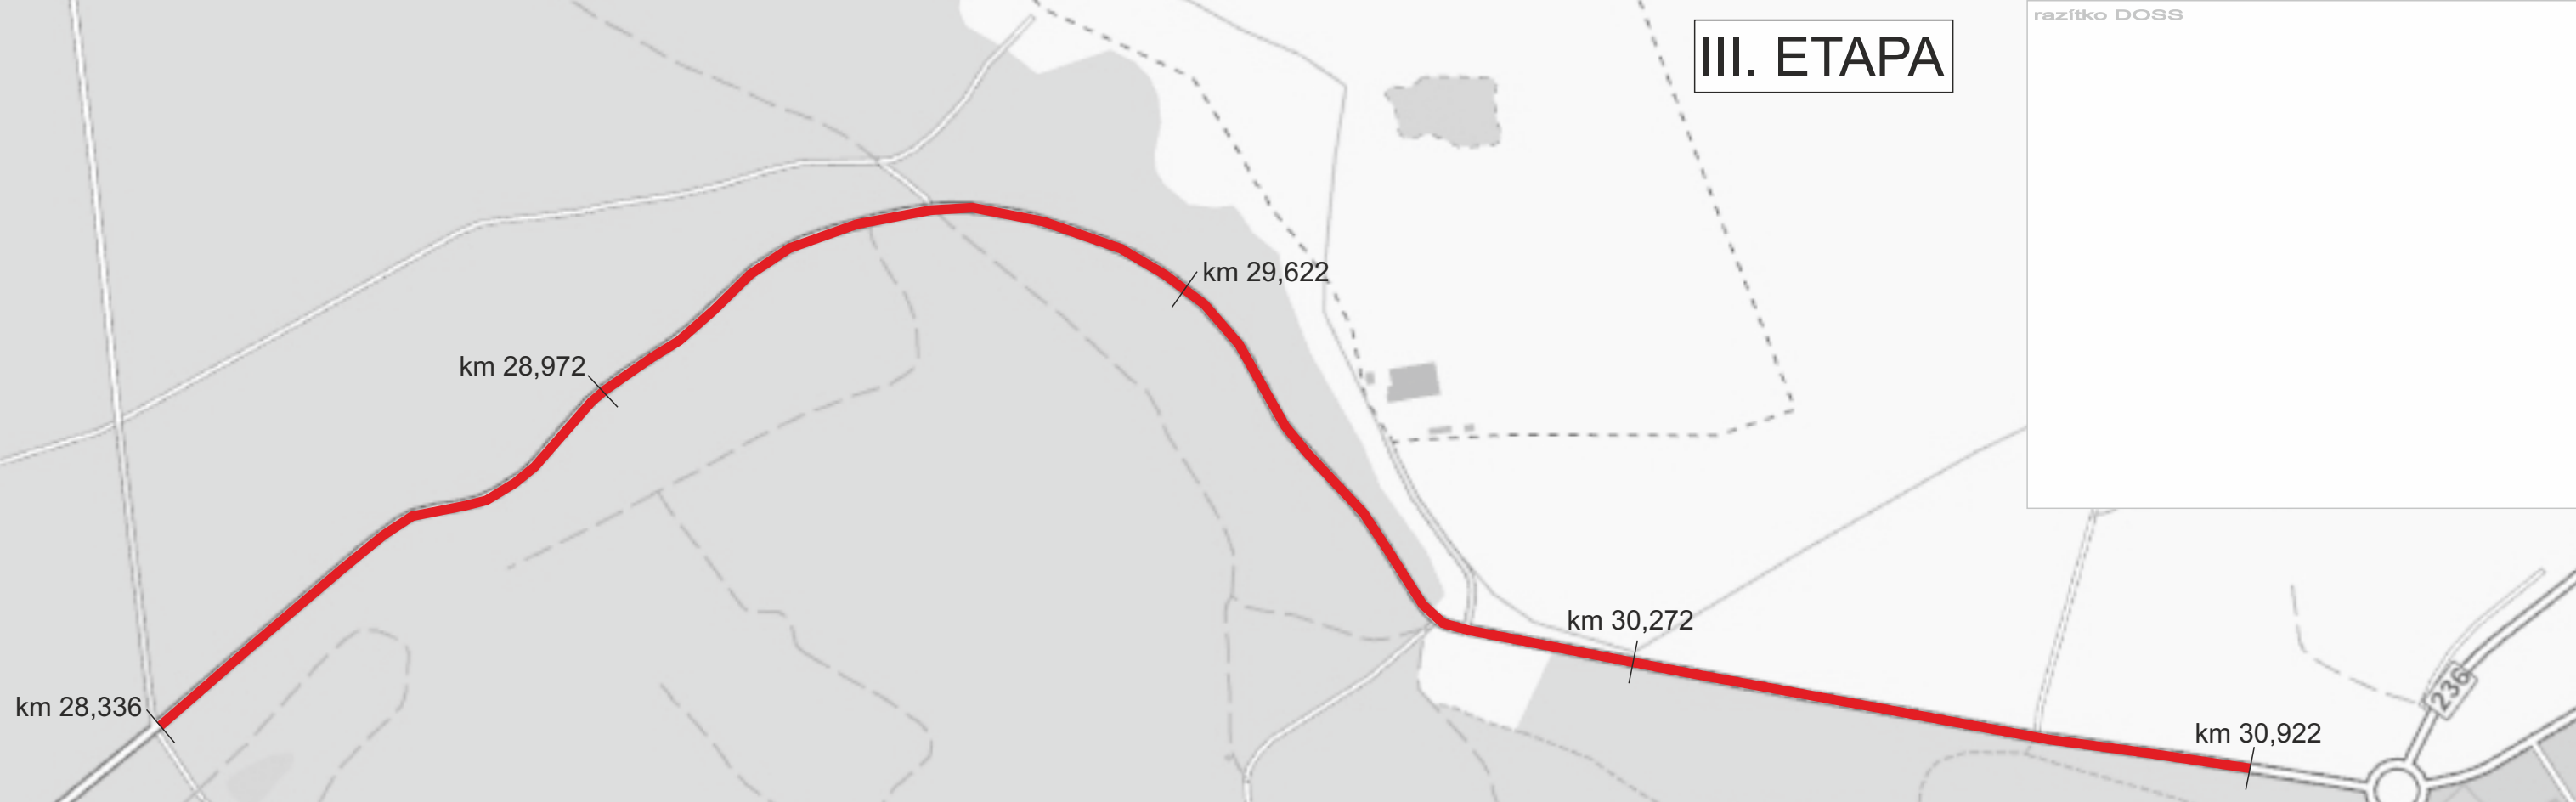 razítko DOSS
III. ETAPA
km 29,622
km 28,972
km 30,272
km 28,336
236
km 30,922